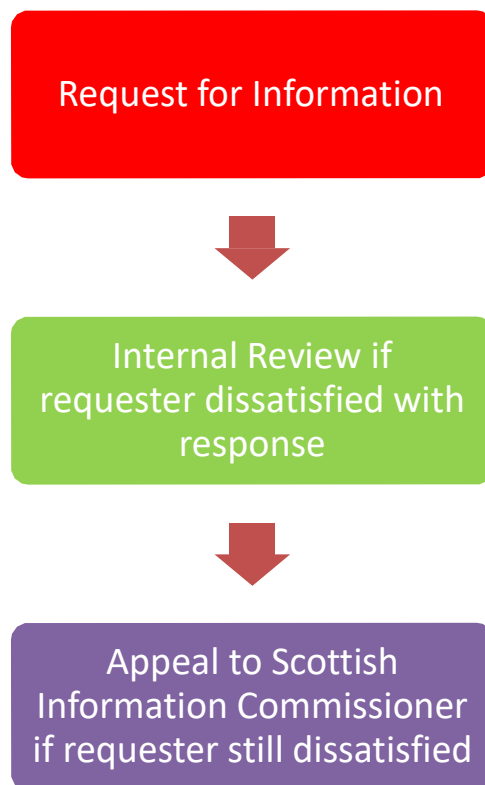 Request for Information
Internal Review if
requester dissatisfied with
response
Appeal to Scottish
Information Commissioner
if requester still dissatisfied